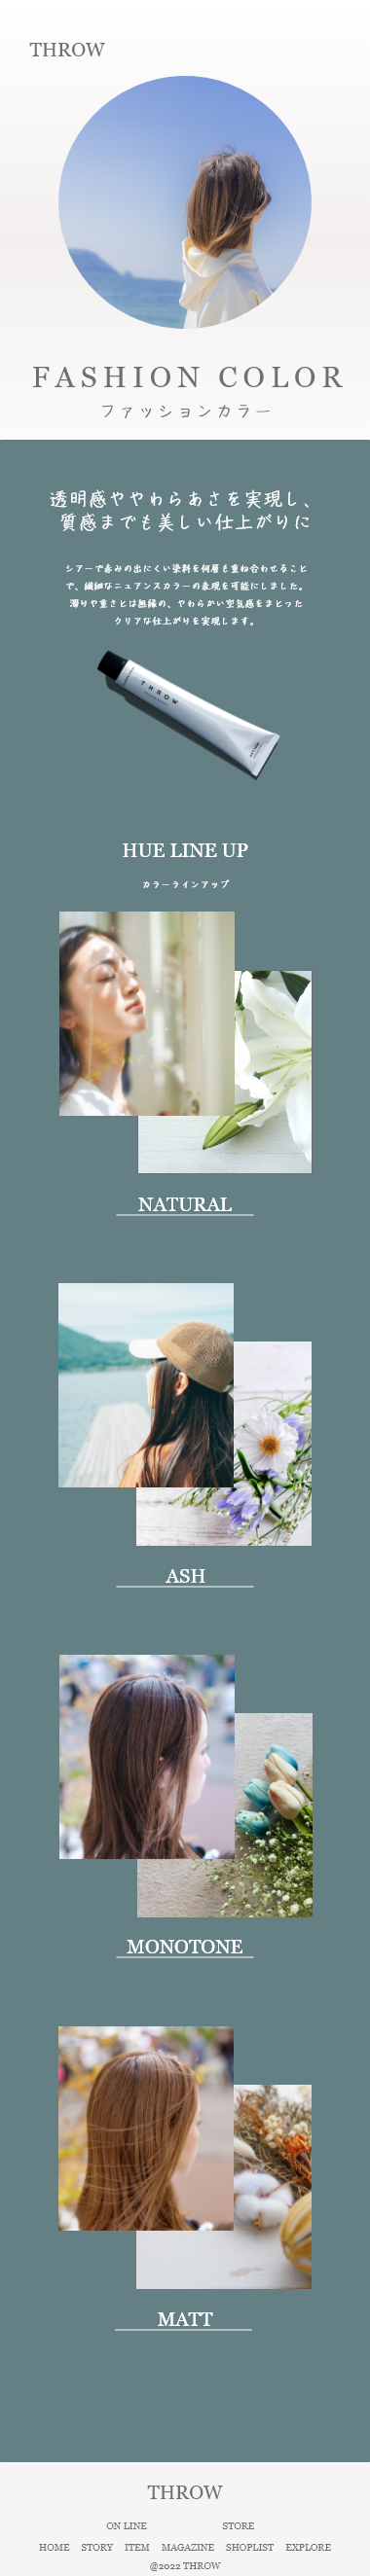 THROW
FASHION COLOR
ファッションカラー
透明感ややわらあさを実現し、
質感までも美しい仕上がりに
シアーで赤みの出にくい染料を何層も重ね合わせること
で、繊細なニュアンスカラーの表現を可能にしました。
濁りや重さとは無縁の、やわらかい空気感をまとった
クリアな仕上がりを実現します。
THROW
HUE LINE UP
カラーラインアップ
NATURAL
ASH
MONOTONE
MATT
THROW
ON LINE STORE
HOME STORY ITEM MAGAZINE SHOPLIST EXPLORE
@2022 THROW